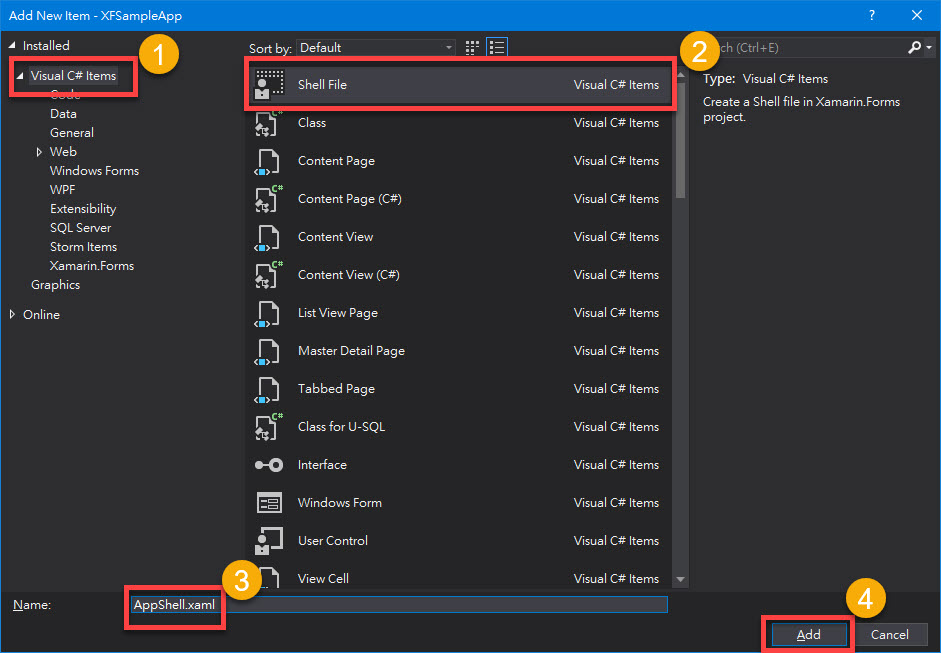 Add New Item - XFSampleApp
?
Installed
1
Visual C# Items
Code
Data
General
Web
Windows Forms
WPF
Extensibility
SQL Server
Storm Items
Xamarin.Forms
Graphics
Online
Sort by: Default
2
(Ctrl+E)
Shell File Visual C# Items
Class Visual C# Items
Content Page Visual C# Items
C# Content Page (C#) Visual C# Items
Content View Visual C# Items
C# Content View (C#) Visual C# Items
List View Page Visual C# Items
Master Detail Page Visual C# Items
Tabbed Page Visual C# Items
C# Class for U-SQL Visual C# Items
Interface Visual C# Items
Windows Form Visual C# Items
User Control Visual C# Items
View Cell Visual C# Items
Type: Visual C# Items
Create a Shell file in Xamarin.Forms
project.
3
Name: AppShell.xaml
4
Add Cancel